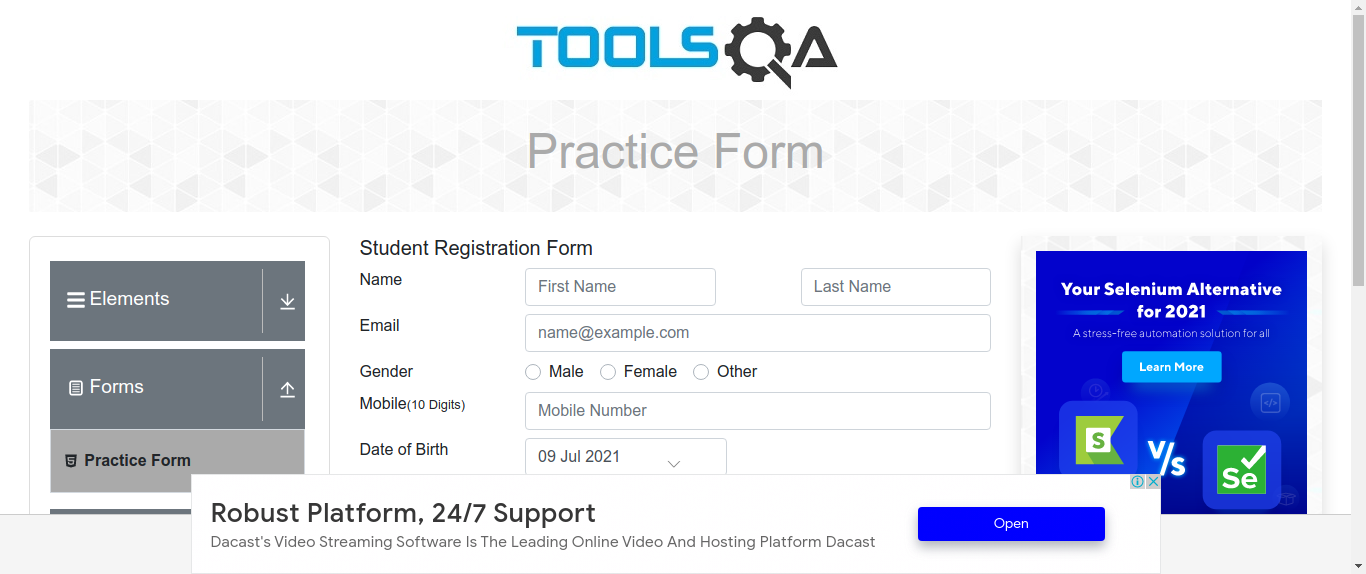 TOOLSQA
Practice Form
Elements
Forms
Practice Form
Student Registration Form
Name
First Name
Last Name
Email
name@example.com
Gender
Male
Female
Other
Mobile(10 Digits)
Mobile Number
Date of Birth
09 Jul 2021
Your Selenium Alternative
for 2021
A stress-free automation solution for all
Learn More
S
V/s
Se
Robust Platform, 24/7 Support
Dacast's Video Streaming Software Is The Leading Online Video And Hosting Platform Dacast
Open